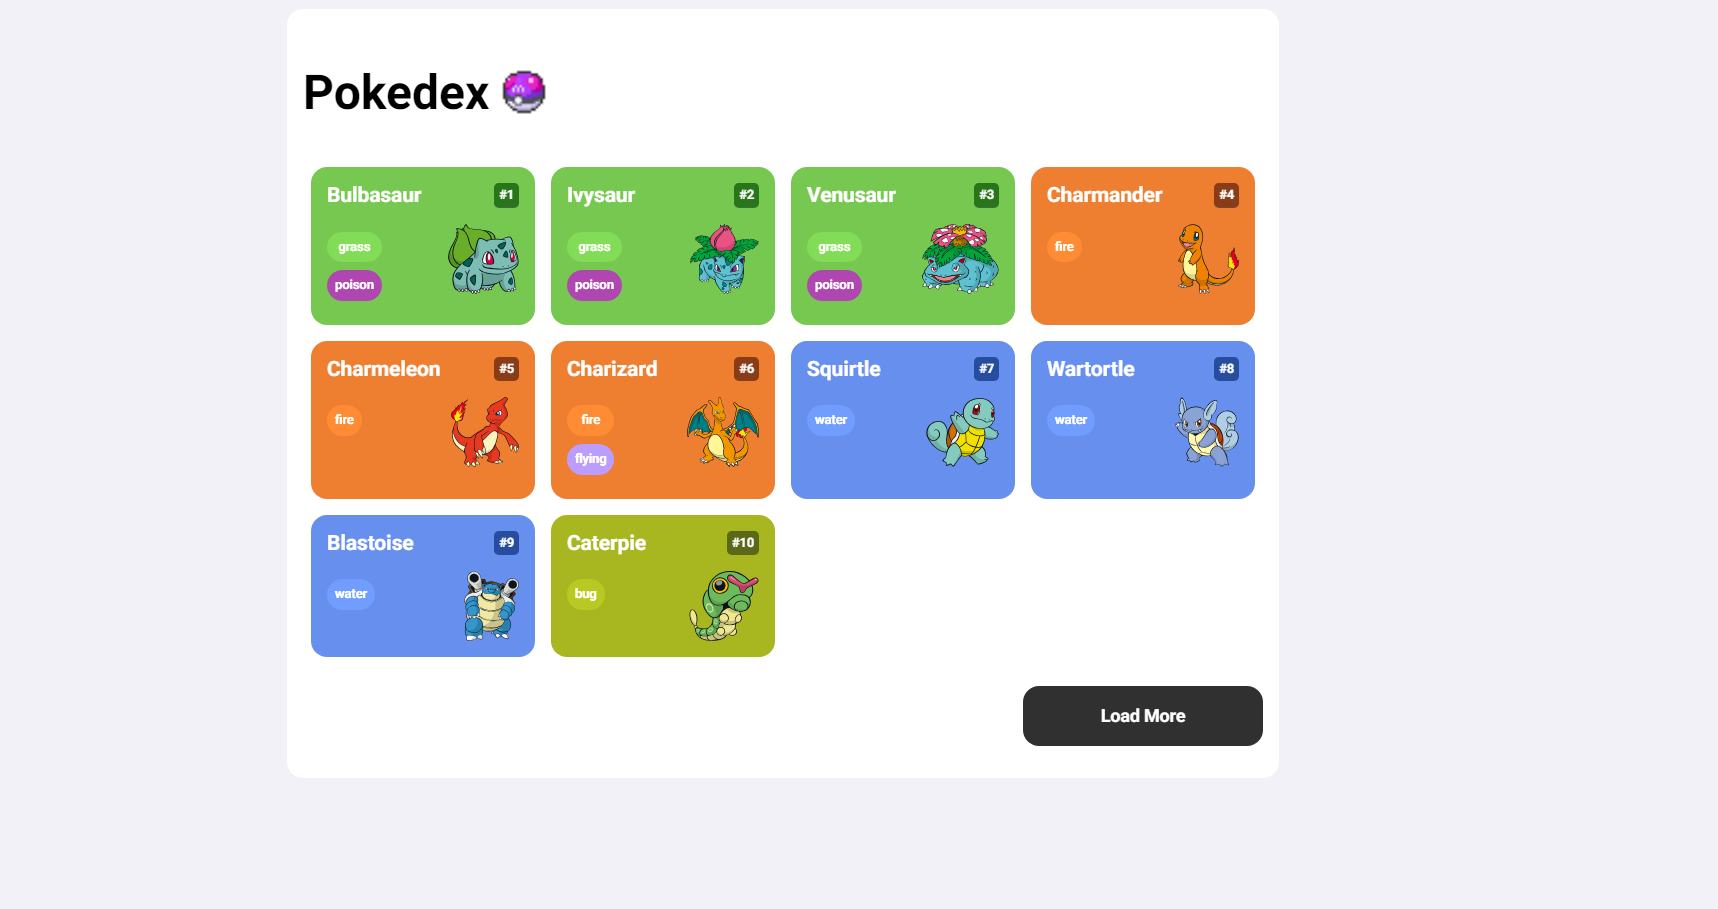 Pokedex
Bulbasaur #1
grass
poison
Ivysaur #2
grass
poison
Venusaur #3
grass
poison
Charmander #4
fire
Charmeleon #5
fire
Charizard #6
fire
flying
Squirtle #7
water
Wartortle #8
water
Blastoise #9
water
Caterpie #10
bug
Load More